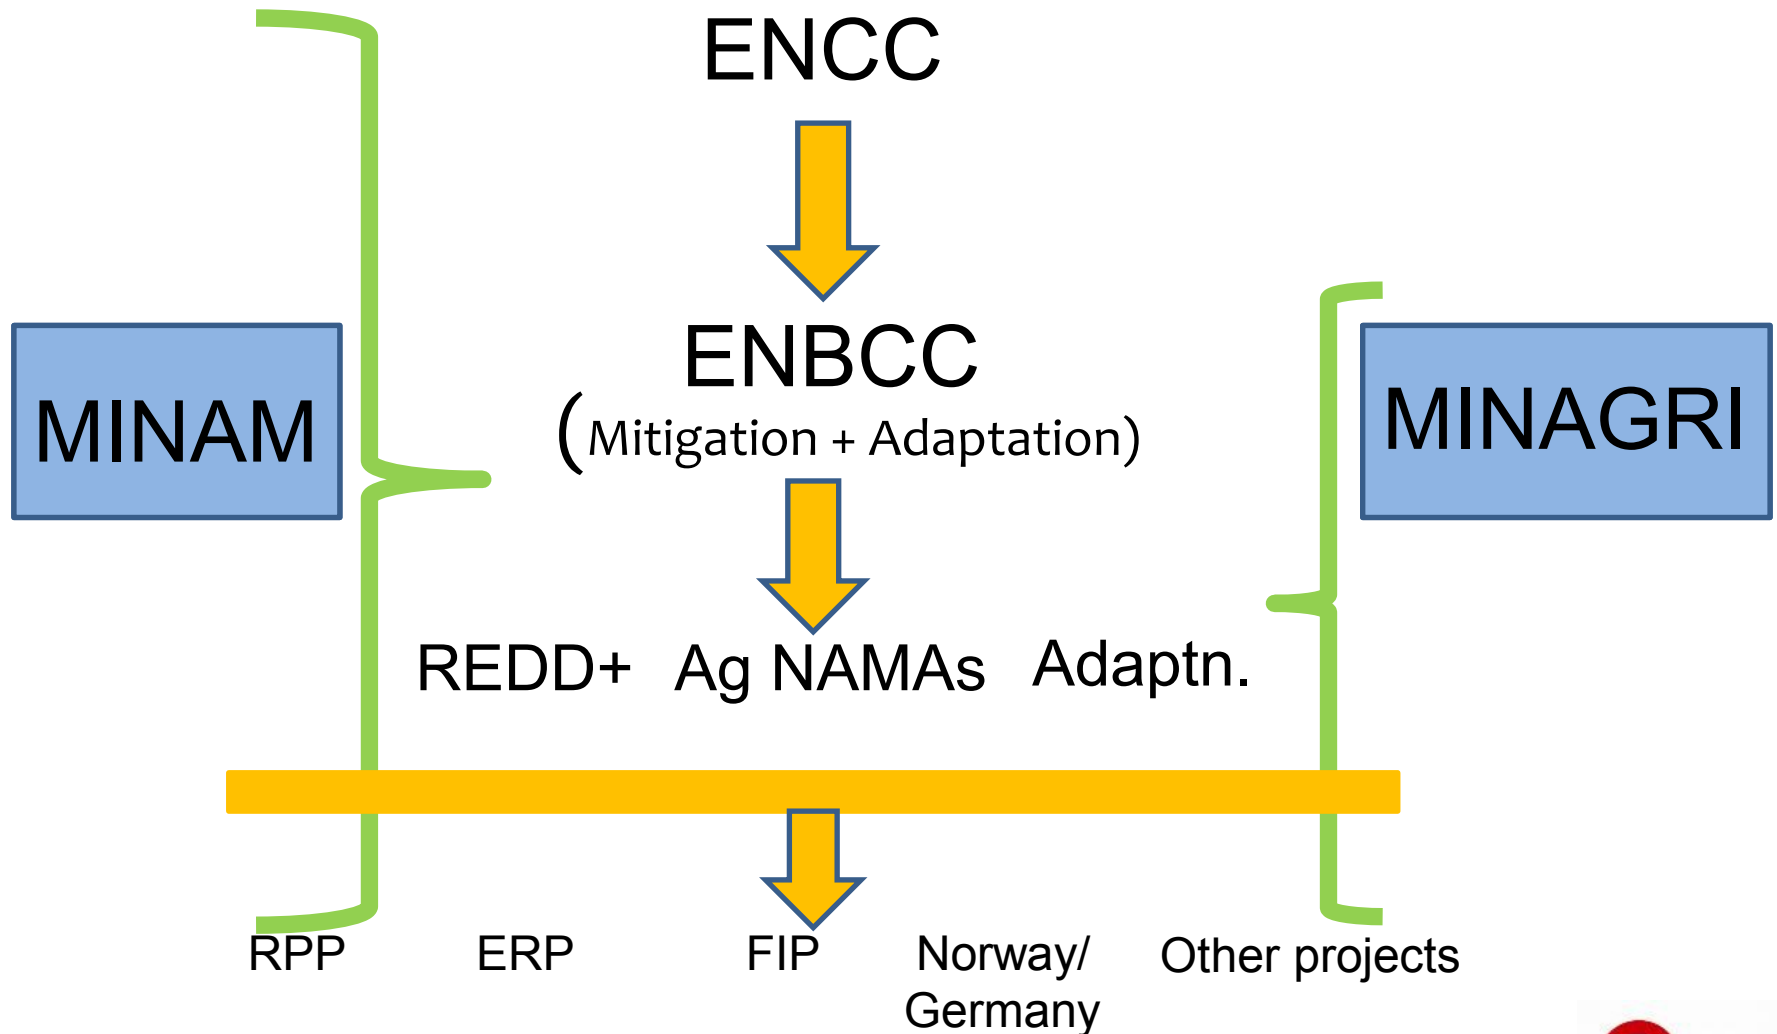 ENCC
MINAM
ENBCC
(Mitigation + Adaptation)
MINAGRI
REDD+ Ag NAMAs Adaptn.
RPP ERP FIP Norway/ Other projects
Germany